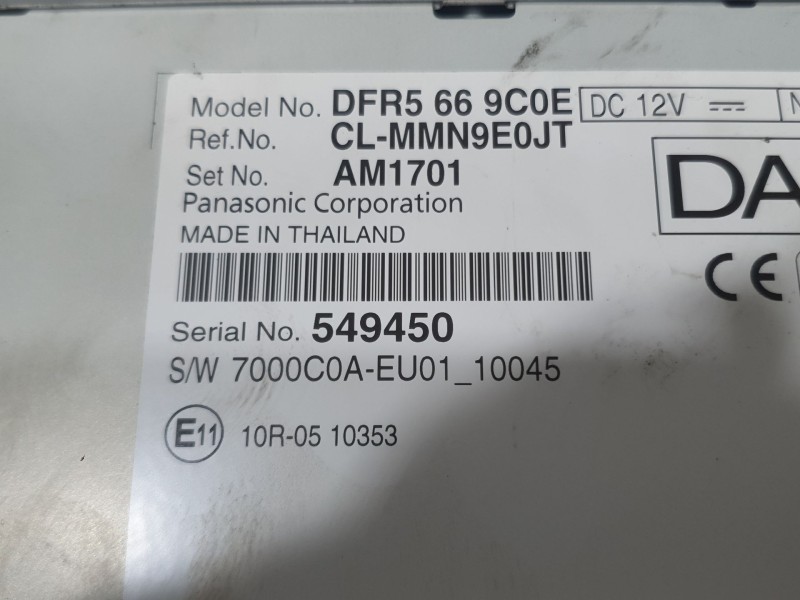 Model No. DFR5 66 9C0E DC 12V
Ref.No. CL-MMN9E0JT
Set No. AM1701
Panasonic Corporation
MADE IN THAILAND
CE
Serial No. 549450
S/W 7000C0A-EU01_10045
E11 10R-05 10353